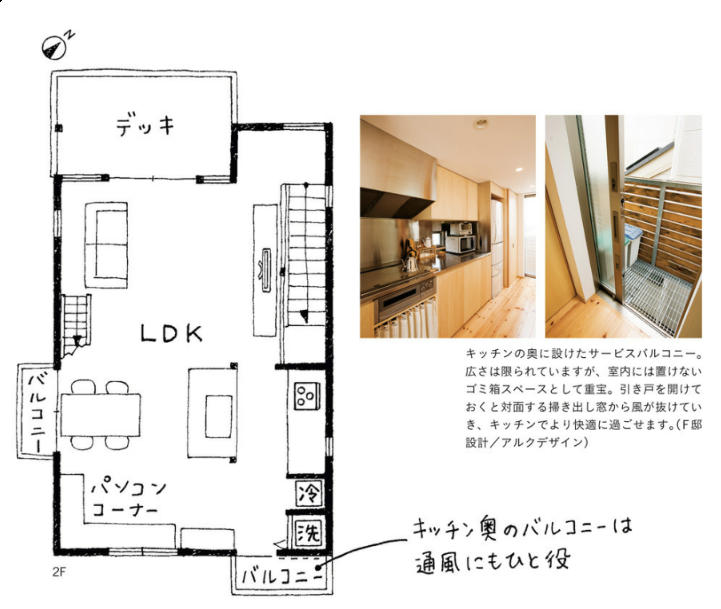 N
デッキ
LDK
バルコニー
パソコン
コーナー
冷
洗
バルコニー
2F
キッチンの奥に設けたサービスバルコニー。
広さは限られていますが、室内には置けない
ゴミ箱スペースとして重宝。引き戸を開けて
おくと対面する掃き出し窓から風が抜けてい
き、キッチンでより快適に過ごせます。(F邸
設計／アルクデザイン)
キッチン奥のバルコニーは
通風にもひと役